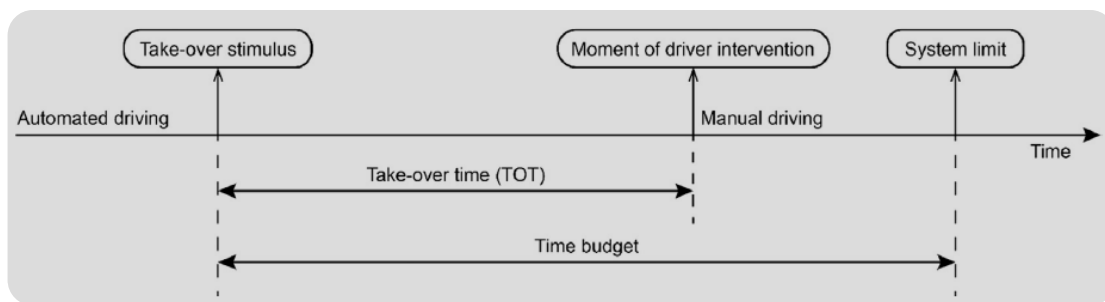 Take-over stimulus
Moment of driver intervention
System limit
Automated driving
Manual driving
Time
Take-over time (TOT)
Time budget